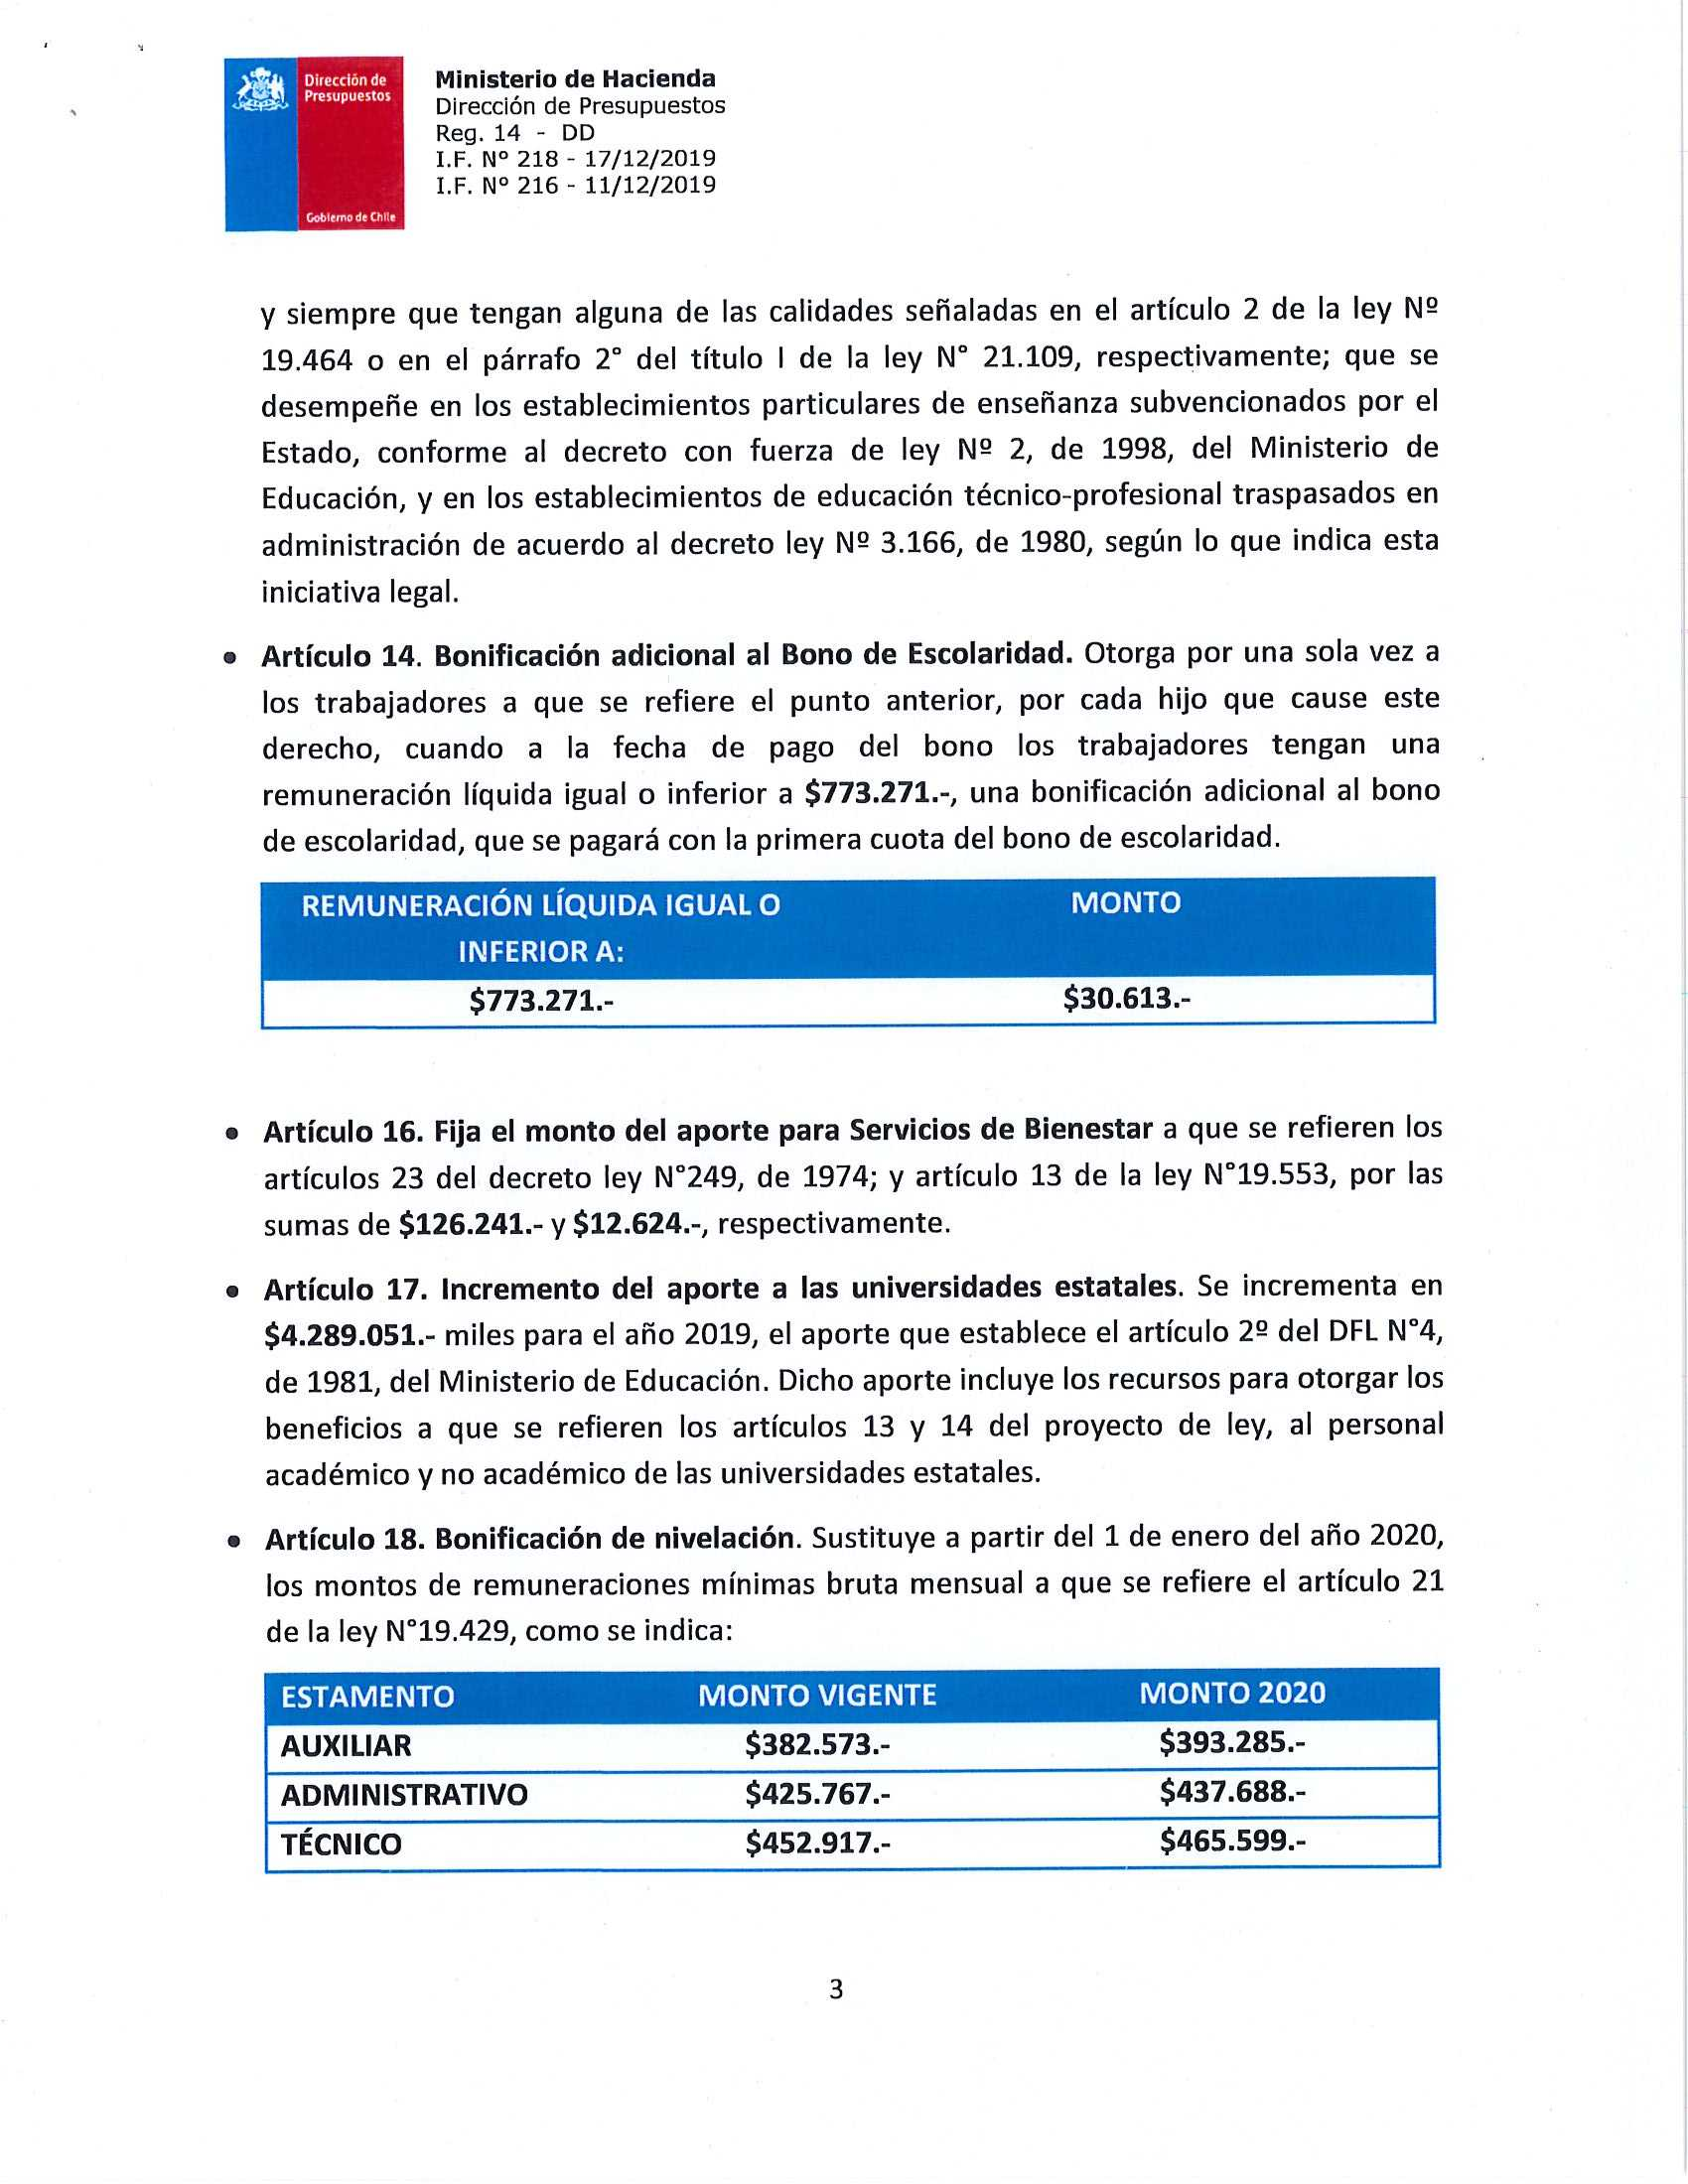 Dirección de
Presupuestos
Gobierno de Chile
Ministerio de Hacienda
Dirección de Presupuestos
Reg. 14 - DD
I.F. Nº 218 - 17/12/2019
I.F. Nº 216 - 11/12/2019
y siempre que tengan alguna de las calidades señaladas en el artículo 2 de la ley Nº
19.464 o en el párrafo 2° del título I de la ley N° 21.109, respectivamente; que se
desempeñe en los establecimientos particulares de enseñanza subvencionados por el
Estado, conforme al decreto con fuerza de ley Nº 2, de 1998, del Ministerio de
Educación, y en los establecimientos de educación técnico-profesional traspasados en
administración de acuerdo al decreto ley Nº 3.166, de 1980, según lo que indica esta
iniciativa legal.
• Artículo 14. Bonificación adicional al Bono de Escolaridad. Otorga por una sola vez a
los trabajadores a que se refiere el punto anterior, por cada hijo que cause este
derecho, cuando a la fecha de pago del bono los trabajadores tengan una
remuneración líquida igual o inferior a $773.271.-, una bonificación adicional al bono
de escolaridad, que se pagará con la primera cuota del bono de escolaridad.
REMUNERACIÓN LÍQUIDA IGUAL O MONTO
INFERIOR A:
$773.271.- $30.613.-
• Artículo 16. Fija el monto del aporte para Servicios de Bienestar a que se refieren los
artículos 23 del decreto ley N°249, de 1974; y artículo 13 de la ley N°19.553, por las
sumas de $126.241.- y $12.624.-, respectivamente.
• Artículo 17. Incremento del aporte a las universidades estatales. Se incrementa en
$4.289.051.- miles para el año 2019, el aporte que establece el artículo 2º del DFL N°4,
de 1981, del Ministerio de Educación. Dicho aporte incluye los recursos para otorgar los
beneficios a que se refieren los artículos 13 y 14 del proyecto de ley, al personal
académico y no académico de las universidades estatales.
• Artículo 18. Bonificación de nivelación. Sustituye a partir del 1 de enero del año 2020,
los montos de remuneraciones mínimas bruta mensual a que se refiere el artículo 21
de la ley N°19.429, como se indica:
ESTAMENTO MONTO VIGENTE MONTO 2020
AUXILIAR $382.573.- $393.285.-
ADMINISTRATIVO $425.767.- $437.688.-
TÉCNICO $452.917.- $465.599.-
3